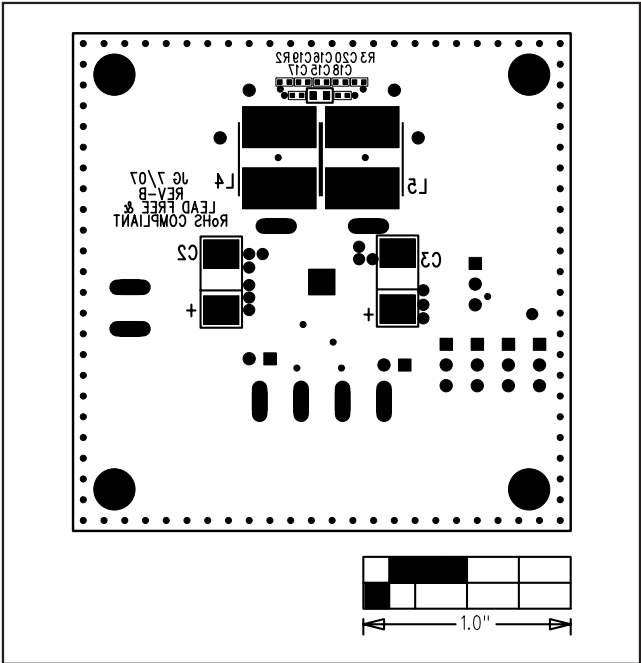 R3 C20 C16 C19 R2
C18 C15 C17
JG 7/07
REV-B
LEAD FREE &
RoHS COMPLIANT
L4
L5
C2
C3
+
+
1.0"